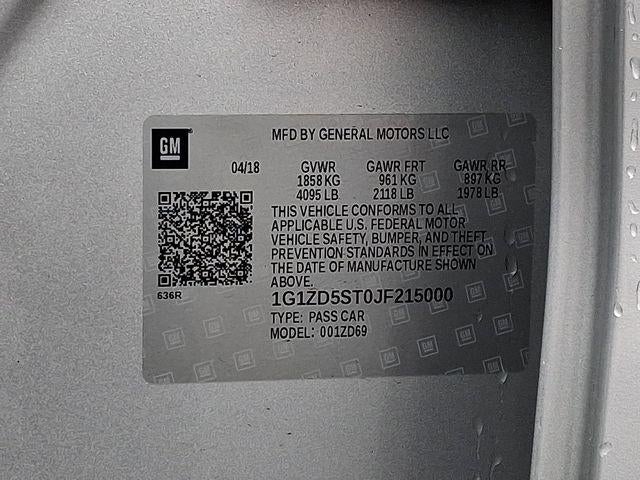 GM
MFD BY GENERAL MOTORS LLC
04/18 GVWR GAWR FRT GAWR RR
1858 KG 961 KG 897 KG
4095 LB 2118 LB 1978 LB
THIS VEHICLE CONFORMS TO ALL
APPLICABLE U.S. FEDERAL MOTOR
VEHICLE SAFETY, BUMPER, AND THEFT
PREVENTION STANDARDS IN EFFECT ON
THE DATE OF MANUFACTURE SHOWN
ABOVE.
636R
1G1ZD5ST0JF215000
TYPE: PASS CAR
MODEL: 001ZD69